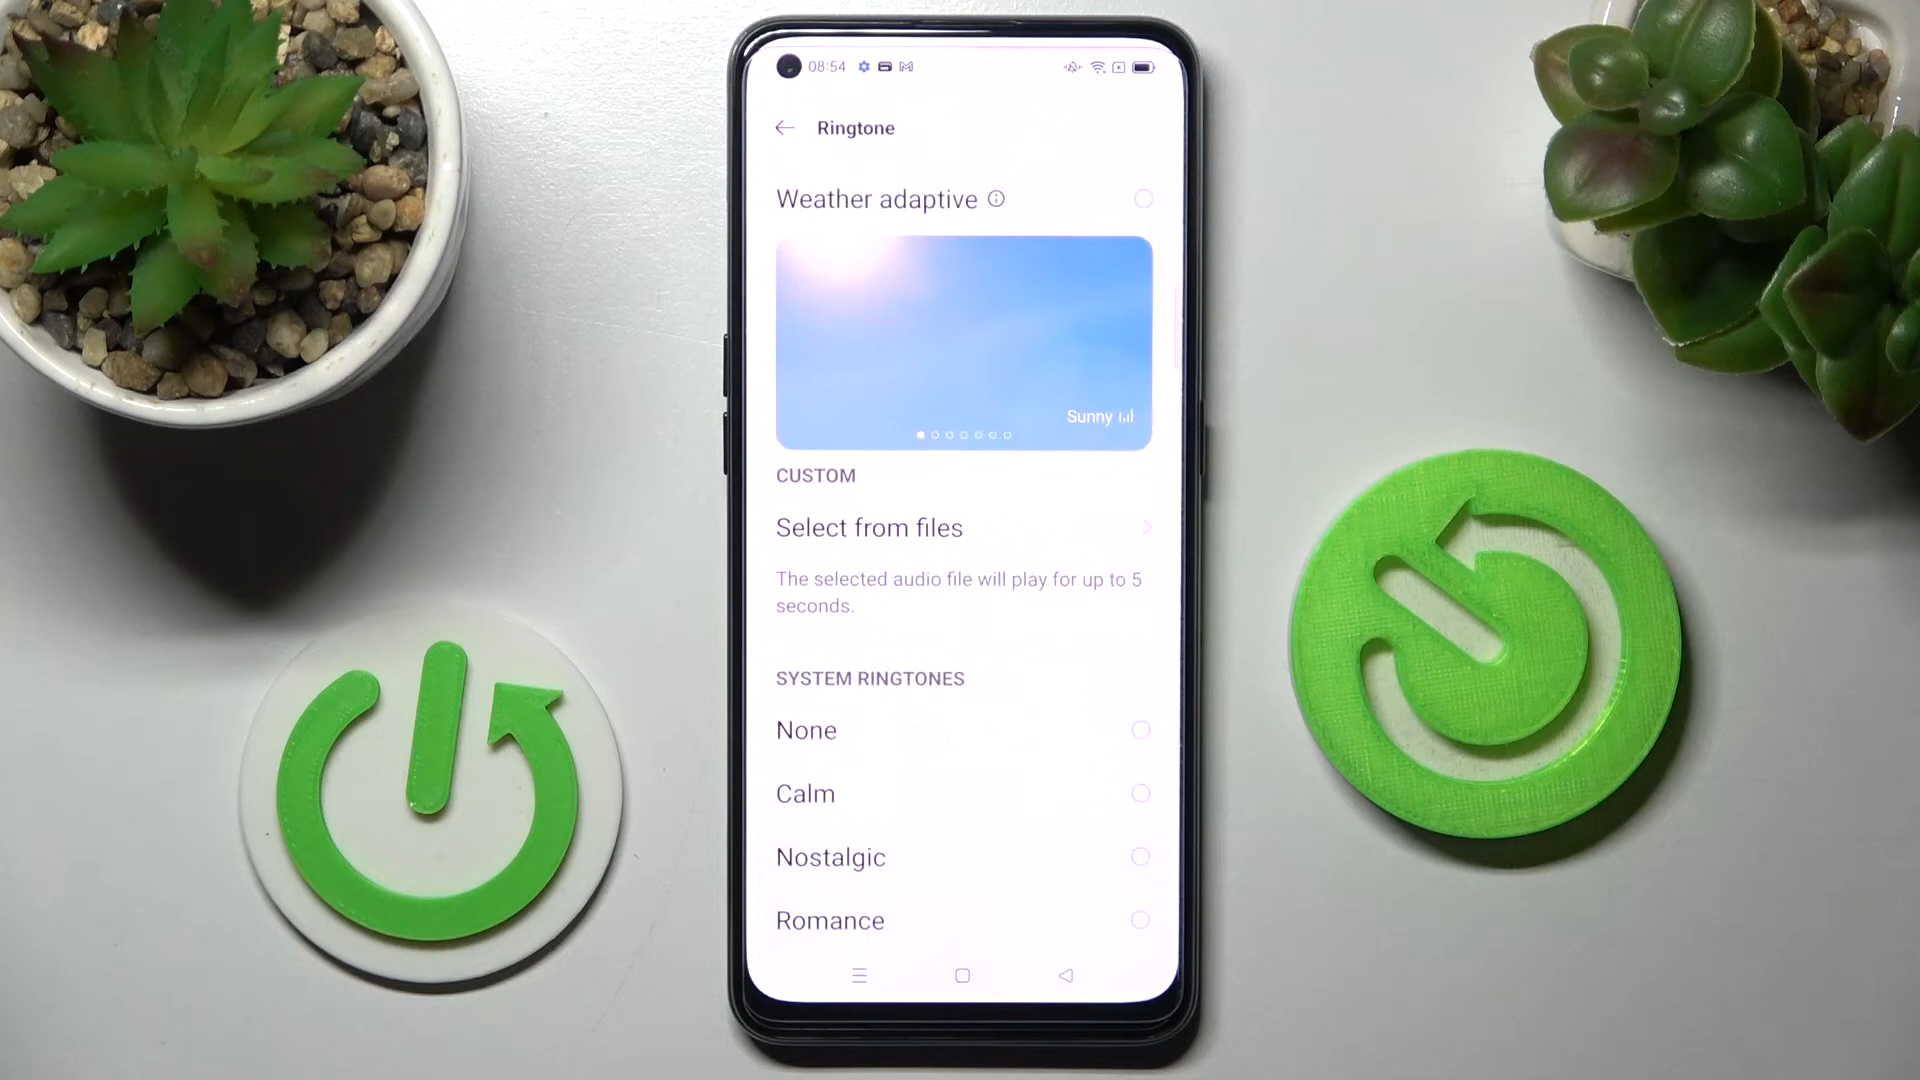 08:54
Ringtone
Weather adaptive
Sunny
CUSTOM
Select from files
The selected audio file will play for up to 5
seconds.
SYSTEM RINGTONES
None
Calm
Nostalgic
Romance